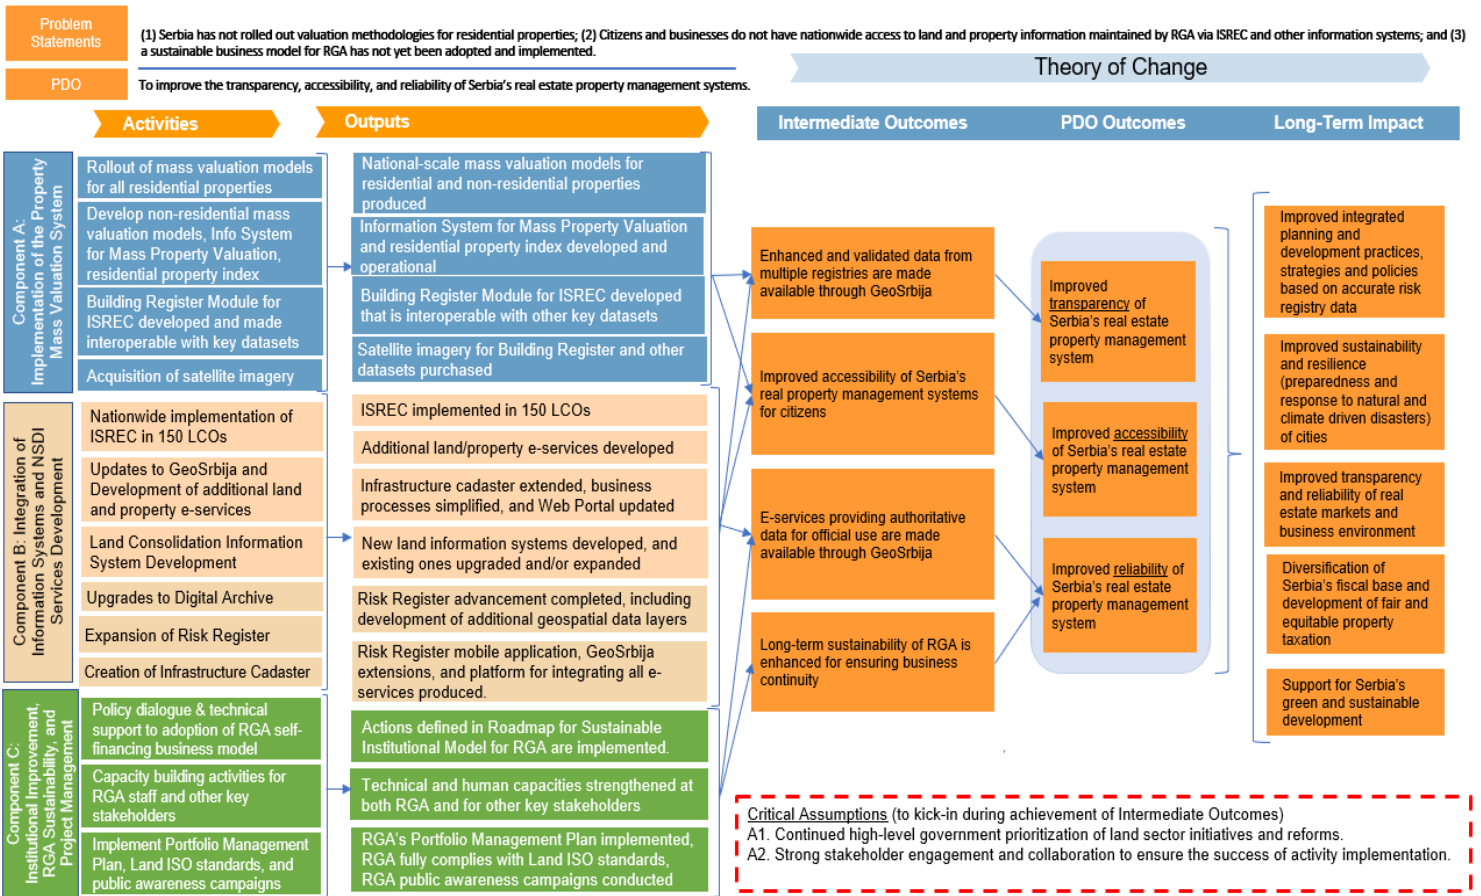 Problem
Statements
(1) Serbia has not rolled out valuation methodologies for residential properties; (2) Citizens and businesses do not have nationwide access to land and property information maintained by RGA via ISREC and other information systems; and (3)
a sustainable business model for RGA has not yet been adopted and implemented.
PDO
To improve the transparency, accessibility, and reliability of Serbia's real estate property management systems.
Theory of Change
Activities
Outputs
Intermediate Outcomes
PDO Outcomes
Long-Term Impact
Component A:
Implementation of the Property
Mass Valuation System
Rollout of mass valuation models
for all residential properties
Develop non-residential mass
valuation models, Info System
for Mass Property Valuation,
residential property index
Building Register Module for
ISREC developed and made
interoperable with key datasets
Acquisition of satellite imagery
National-scale mass valuation models for
residential and non-residential properties
produced
Information System for Mass Property Valuation
and residential property index developed and
operational
Building Register Module for ISREC developed
that is interoperable with other key datasets
Satellite imagery for Building Register and other
datasets purchased
Component B: Integration of
Information Systems and NSDI
Services Development
Nationwide implementation of
ISREC in 150 LCOs
Updates to GeoSrbija and
Development of additional land
and property e-services
Land Consolidation Information
System Development
Upgrades to Digital Archive
Expansion of Risk Register
Creation of Infrastructure Cadaster
ISREC implemented in 150 LCOs
Additional land/property e-services developed
Infrastructure cadaster extended, business
processes simplified, and Web Portal updated
New land information systems developed, and
existing ones upgraded and/or expanded
Risk Register advancement completed, including
development of additional geospatial data layers
Risk Register mobile application, GeoSrbija
extensions, and platform for integrating all e-
services produced.
Component C:
Institutional Improvement,
RGA Sustainability, and
Project Management
Policy dialogue & technical
support to adoption of RGA self-
financing business model
Capacity building activities for
RGA staff and other key
stakeholders
Implement Portfolio Management
Plan, Land ISO standards, and
public awareness campaigns
Actions defined in Roadmap for Sustainable
Institutional Model for RGA are implemented.
Technical and human capacities strengthened at
both RGA and for other key stakeholders
RGA's Portfolio Management Plan implemented,
RGA fully complies with Land ISO standards,
RGA public awareness campaigns conducted
Enhanced and validated data from
multiple registries are made
available through GeoSrbija
Improved accessibility of Serbia's
real property management systems
for citizens
E-services providing authoritative
data for official use are made
available through GeoSrbija
Long-term sustainability of RGA is
enhanced for ensuring business
continuity
Improved
transparency of
Serbia's real estate
property management
system
Improved accessibility
of Serbia's real estate
property management
system
Improved reliability of
Serbia's real estate
property management
system
Improved integrated
planning and
development practices,
strategies and policies
based on accurate risk
registry data
Improved sustainability
and resilience
(preparedness and
response to natural and
climate driven disasters) of
cities
Improved transparency
and reliability of real
estate markets and
business environment
Diversification of
Serbia's fiscal base and
development of fair and
equitable property
taxation
Support for Serbia's
green and sustainable
development
Critical Assumptions (to kick-in during achievement of Intermediate Outcomes)
A1. Continued high-level government prioritization of land sector initiatives and reforms.
A2. Strong stakeholder engagement and collaboration to ensure the success of activity implementation.